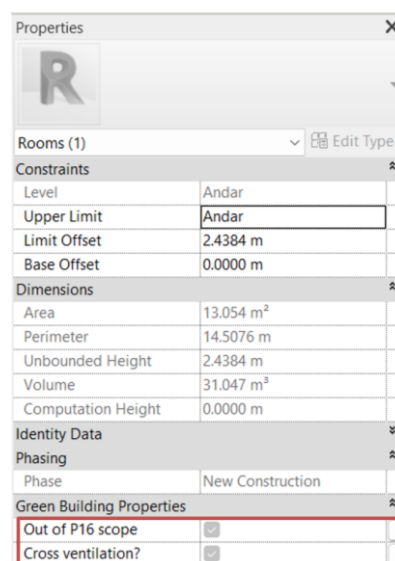 Properties
Rooms (1) Edit Type
Constraints
Level Andar
Upper Limit Andar
Limit Offset 2.4384 m
Base Offset 0.0000 m
Dimensions
Area 13.054 m²
Perimeter 14.5076 m
Unbounded Height 2.4384 m
Volume 31.047 m³
Computation Height 0.0000 m
Identity Data
Phasing
Phase New Construction
Green Building Properties
Out of P16 scope
Cross ventilation?